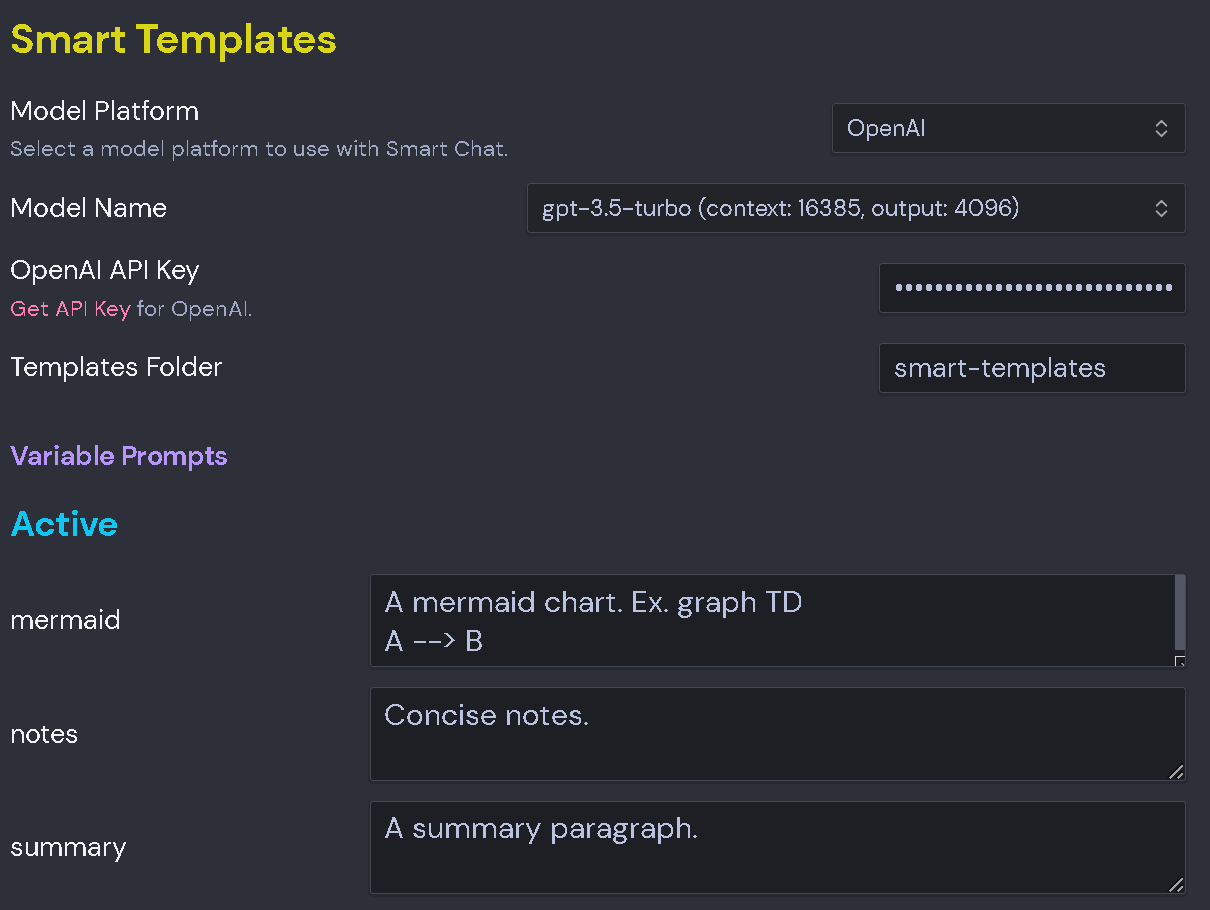 Smart Templates
Model Platform
Select a model platform to use with Smart Chat.
OpenAI
Model Name
gpt-3.5-turbo (context: 16385, output: 4096)
OpenAI API Key
Get API Key for OpenAI.
••••••••••••••••••••••••••••
Templates Folder
smart-templates
Variable Prompts
Active
mermaid
A mermaid chart. Ex. graph TD
A --> B
notes
Concise notes.
summary
A summary paragraph.